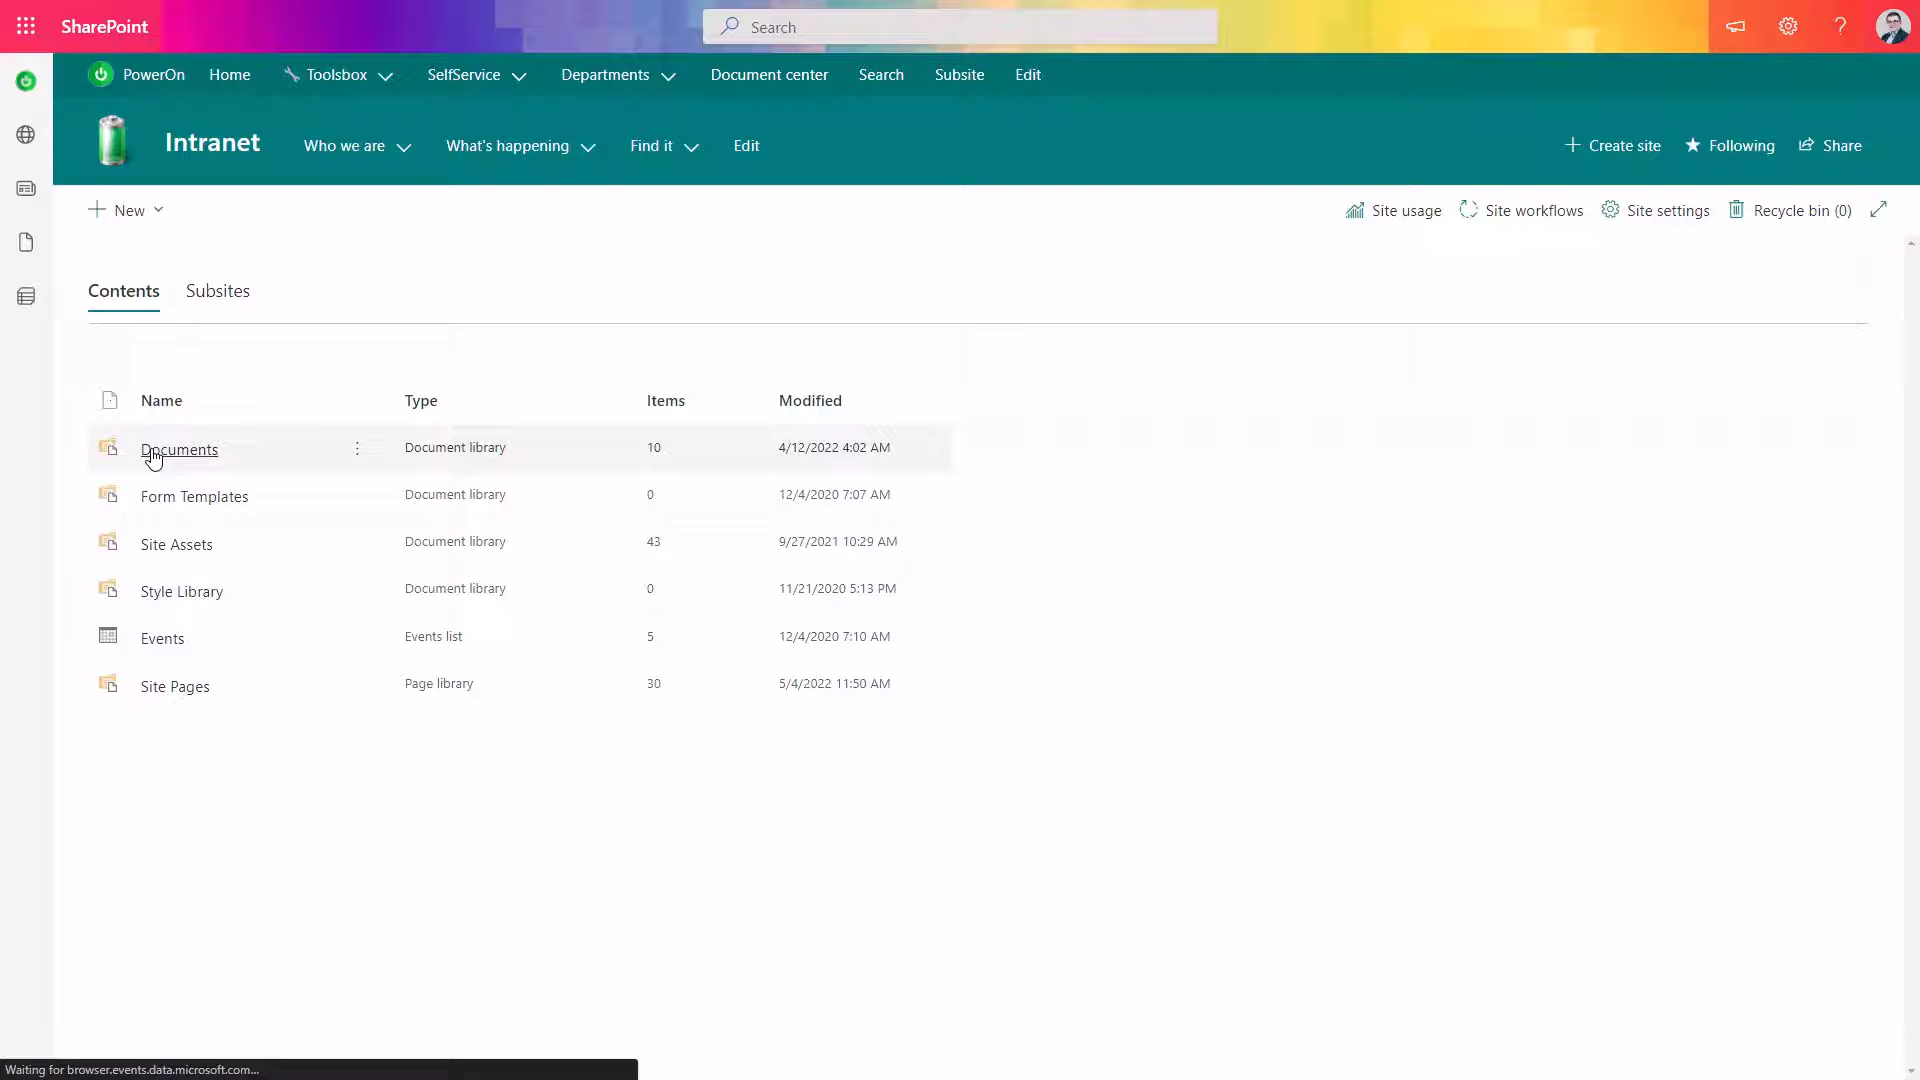 SharePoint
Search
PowerOn Home Toolsbox SelfService Departments Document center Search Subsite Edit
Intranet Who we are What's happening Find it Edit Create site Following Share
New Site usage Site workflows Site settings Recycle bin (0)
Contents Subsites
Name Type Items Modified
Documents Document library 10 4/12/2022 4:02 AM
Form Templates Document library 0 12/4/2020 7:07 AM
Site Assets Document library 43 9/27/2021 10:29 AM
Style Library Document library 0 11/21/2020 5:13 PM
Events Events list 5 12/4/2020 7:10 AM
Site Pages Page library 30 5/4/2022 11:50 AM
Waiting for browser.events.data.microsoft.com...